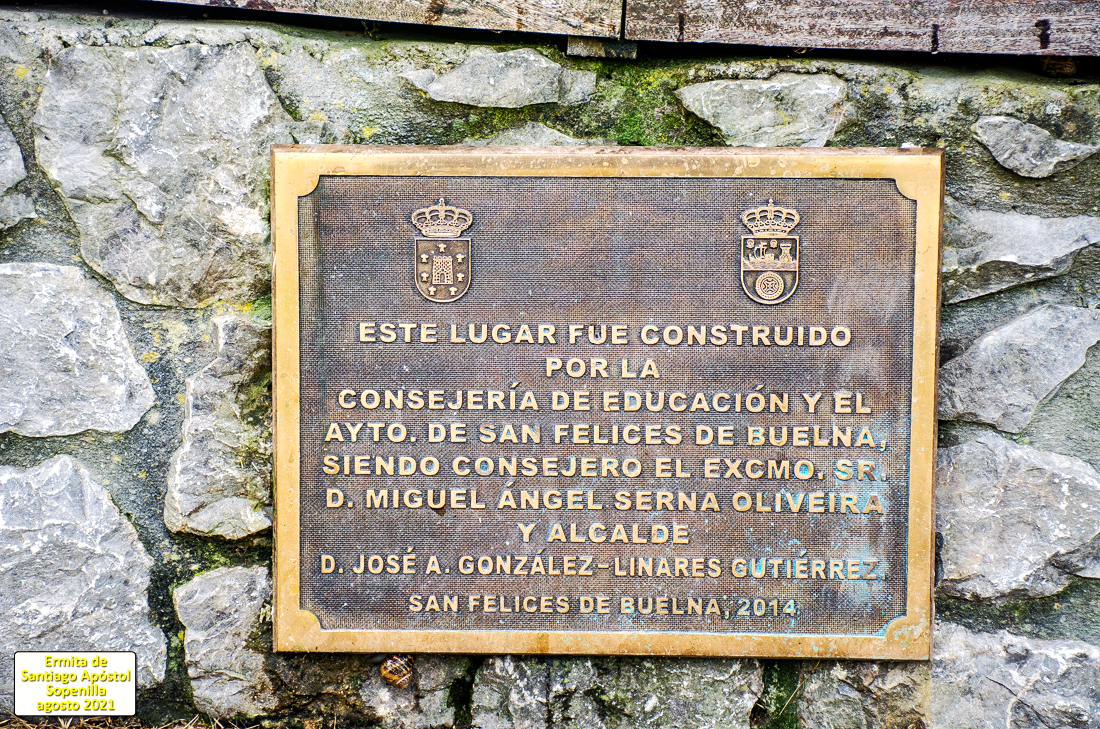 ESTE LUGAR FUE CONSTRUIDO
POR LA
CONSEJERÍA DE EDUCACIÓN Y EL
AYTO. DE SAN FELICES DE BUELNA,
SIENDO CONSEJERO EL EXCMO. SR.
D. MIGUEL ÁNGEL SERNA OLIVEIRA
Y ALCALDE
D. JOSÉ A. GONZÁLEZ-LINARES GUTIÉRREZ.
SAN FELICES DE BUELNA, 2014
Ermita de
Santiago Apóstol
Sopenilla
agosto 2021